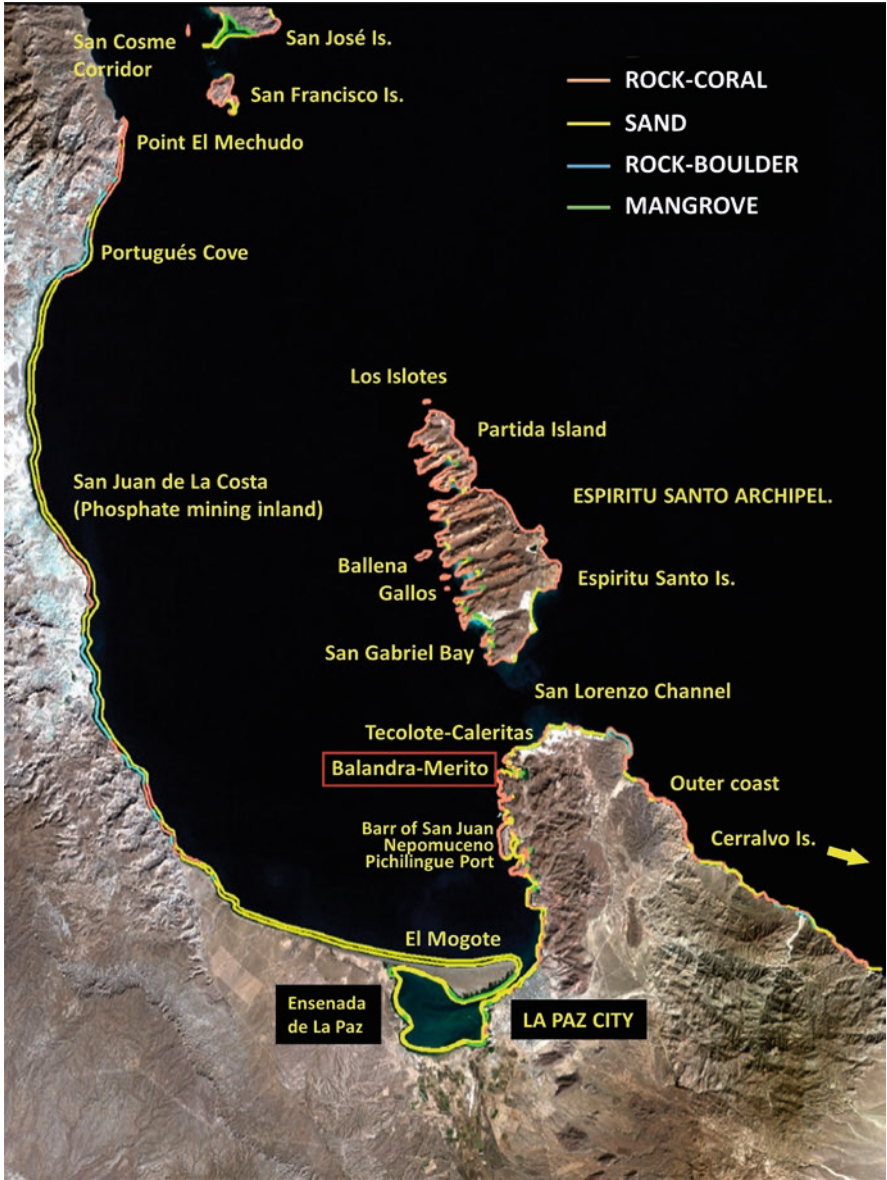 San Cosme
Corridor
San José Is.
San Francisco Is.
Point El Mechudo
ROCK-CORAL
SAND
ROCK-BOULDER
MANGROVE
Portugués Cove
Los Islotes
Partida Island
San Juan de La Costa
(Phosphate mining inland)
ESPIRITU SANTO ARCHIPEL.
Ballena
Gallos
Espiritu Santo Is.
San Gabriel Bay
San Lorenzo Channel
Tecolote-Caleritas
Balandra-Merito
Outer coast
Barr of San Juan
Nepomuceno
Pichilingue Port
Cerralvo Is.
El Mogote
Ensenada
de La Paz
LA PAZ CITY